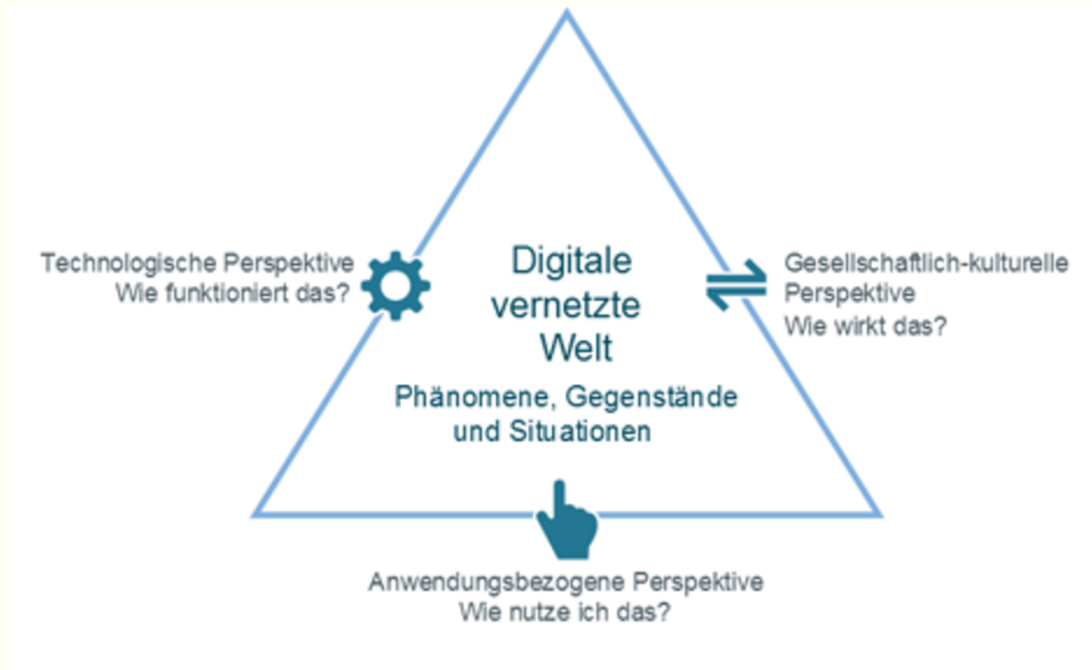 Technologische Perspektive
Wie funktioniert das?
Digitale
vernetzte
Welt
Phänomene, Gegenstände
und Situationen
Gesellschaftlich-kulturelle
Perspektive
Wie wirkt das?
Anwendungsbezogene Perspektive
Wie nutze ich das?